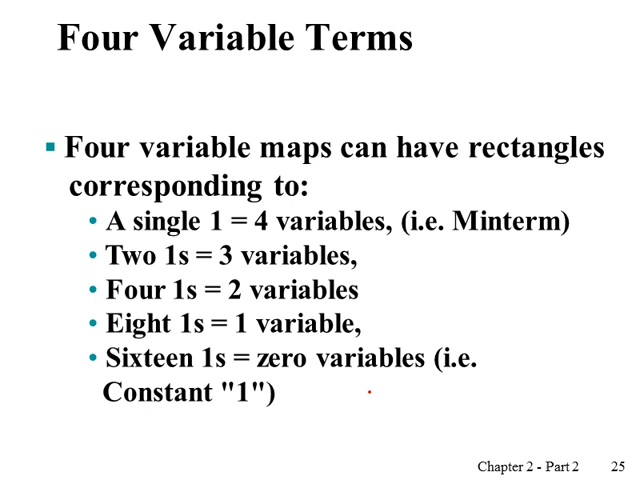 Four Variable Terms
Four variable maps can have rectangles
corresponding to:
• A single 1 = 4 variables, (i.e. Minterm)
• Two 1s = 3 variables,
• Four 1s = 2 variables
• Eight 1s = 1 variable,
• Sixteen 1s = zero variables (i.e.
Constant "1")
Chapter 2 - Part 2 25